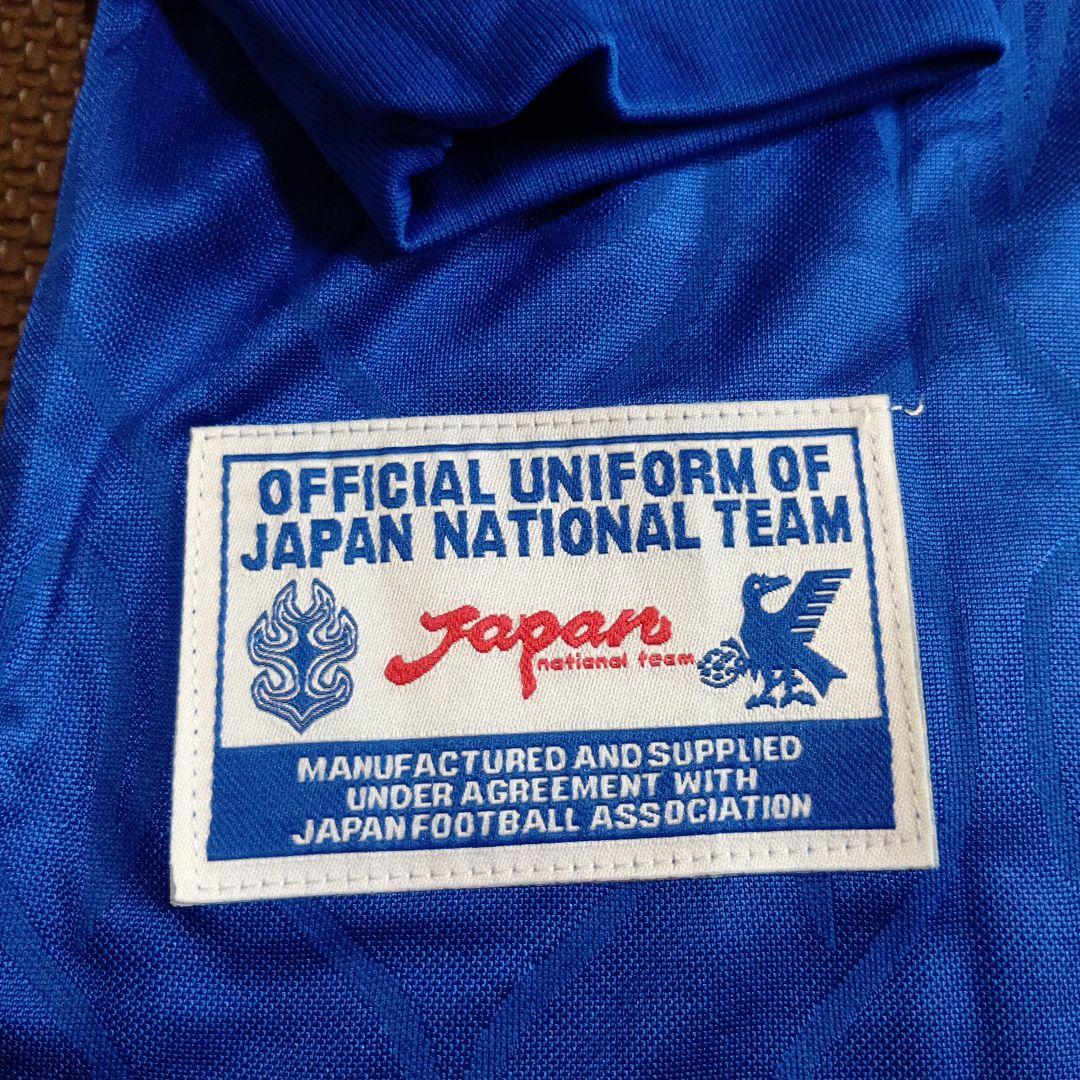 OFFICIAL UNIFORM OF
JAPAN NATIONAL TEAM
Japan
national team
MANUFACTURED AND SUPPLIED
UNDER AGREEMENT WITH
JAPAN FOOTBALL ASSOCIATION